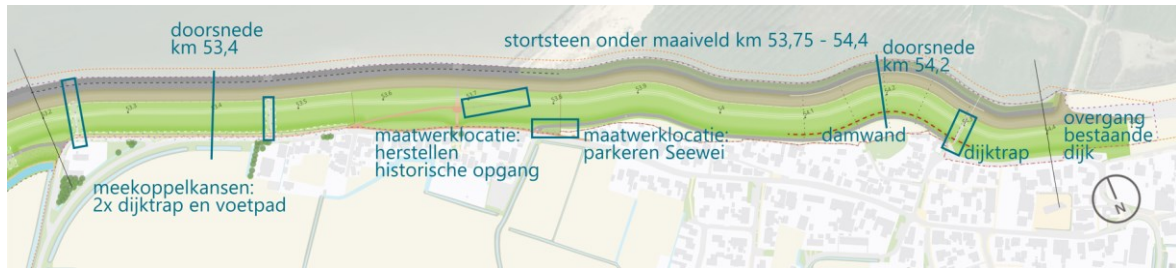 doorsnede
km 53,4
stortsteen onder maaiveld km 53,75 - 54,4
doorsnede
km 54,2
meekoppelkansen:
2x dijktrap en voetpad
maatwerklocatie:
herstellen
historische opgang
maatwerklocatie:
parkeren Seewei
damwand
dijktrap
overgang
bestaande
dijk
N